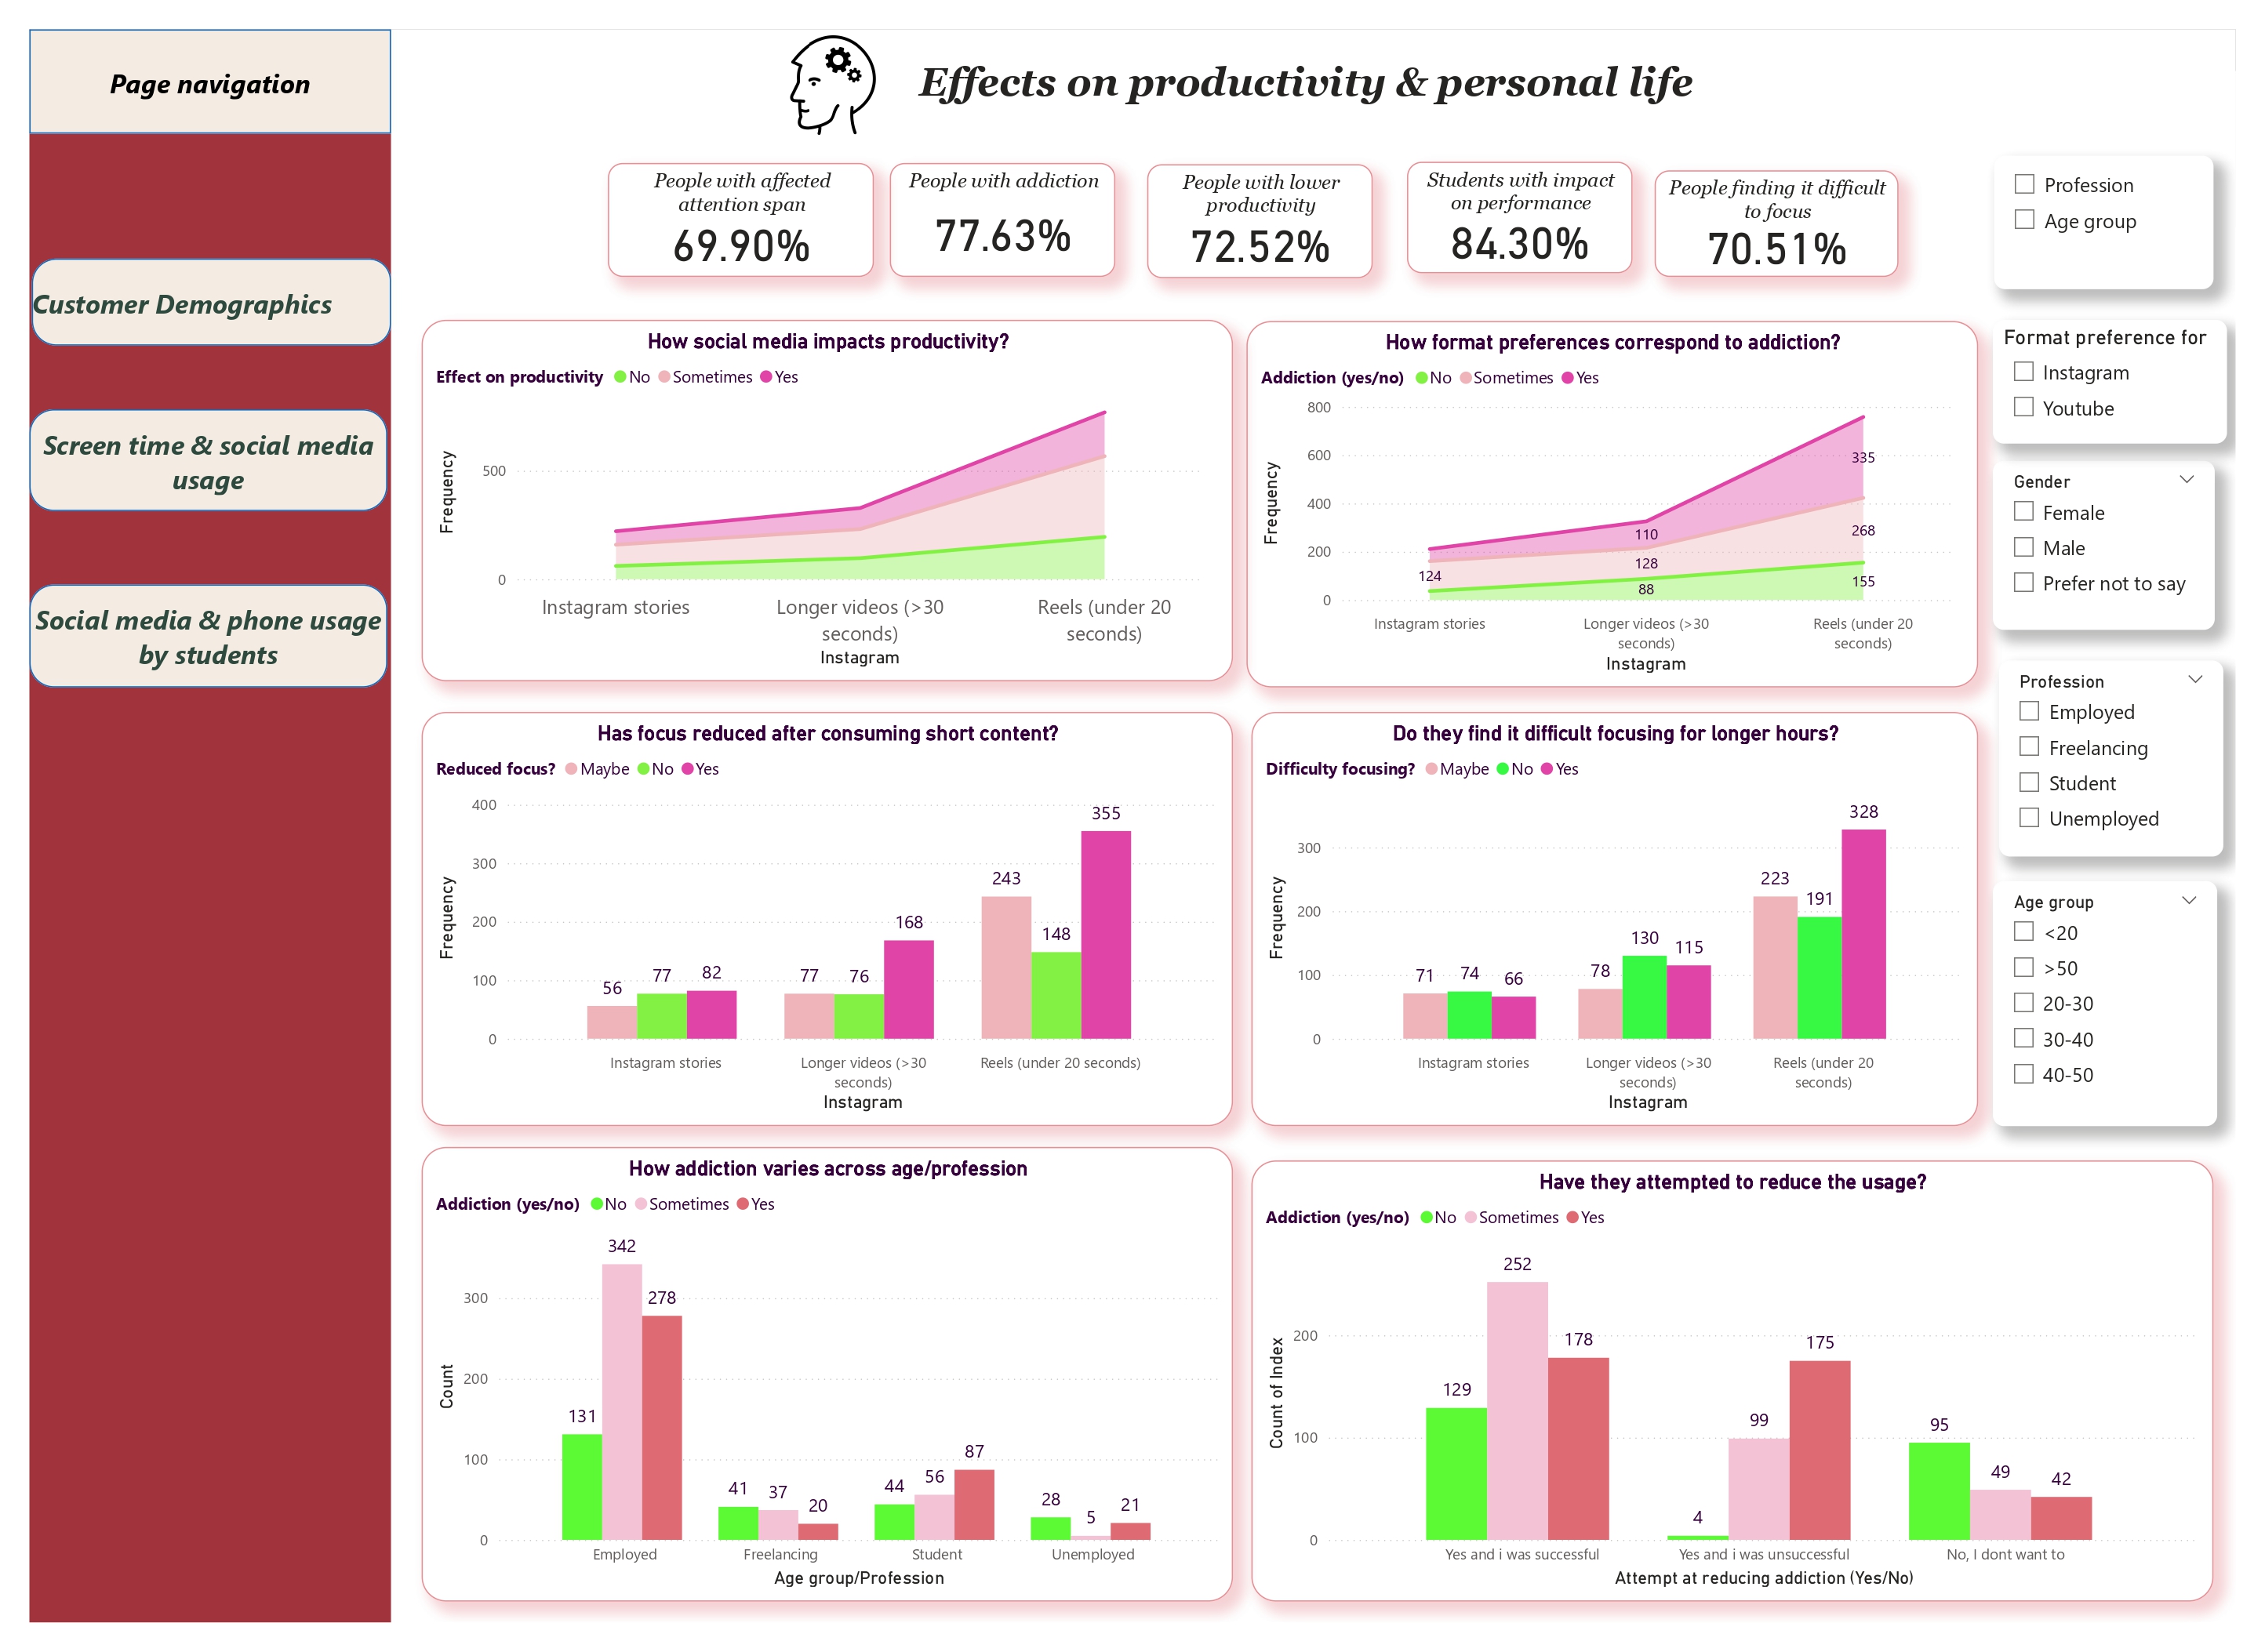 Page navigation
Customer Demographics
Screen time & social media
usage
Social media & phone usage
by students
Effects on productivity & personal life
People with affected
attention span
69.90%
People with addiction
77.63%
People with lower
productivity
72.52%
Students with impact
on performance
84.30%
People finding it difficult
to focus
70.51%
Profession
Age group
Format preference for
Instagram
Youtube
Gender
Female
Male
Prefer not to say
Profession
Employed
Freelancing
Student
Unemployed
Age group
<20
>50
20-30
30-40
40-50
How social media impacts productivity?
Effect on productivity No Sometimes Yes
Frequency
500
0
Instagram stories
Longer videos (>30
seconds)
Reels (under 20
seconds)
Instagram
How format preferences correspond to addiction?
Addiction (yes/no) No Sometimes Yes
Frequency
800
600
400
200
0
124
110
128
88
335
268
155
Instagram stories
Longer videos (>30
seconds)
Reels (under 20
seconds)
Instagram
Has focus reduced after consuming short content?
Reduced focus? Maybe No Yes
Frequency
400
300
200
100
0
56
77
82
77
76
168
243
148
355
Instagram stories
Longer videos (>30
seconds)
Reels (under 20 seconds)
Instagram
Do they find it difficult focusing for longer hours?
Difficulty focusing? Maybe No Yes
Frequency
300
200
100
0
71
74
66
78
130
115
223
191
328
Instagram stories
Longer videos (>30
seconds)
Reels (under 20
seconds)
Instagram
How addiction varies across age/profession
Addiction (yes/no) No Sometimes Yes
Count
300
200
100
0
131
342
278
41
37
20
44
56
87
28
5
21
Employed
Freelancing
Student
Unemployed
Age group/Profession
Have they attempted to reduce the usage?
Addiction (yes/no) No Sometimes Yes
Count of Index
200
100
0
129
252
178
4
99
175
95
49
42
Yes and i was successful
Yes and i was unsuccessful
No, I dont want to
Attempt at reducing addiction (Yes/No)